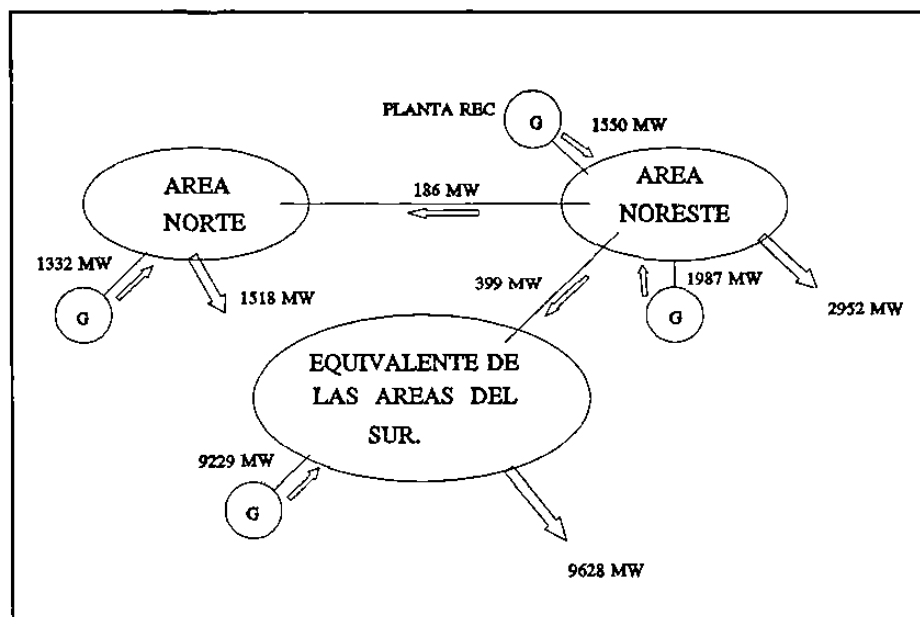 PLANTA REC
G
1550 MW
AREA
NORTE
186 MW
AREA
NORESTE
1332 MW
G
1518 MW
399 MW
1987 MW
G
2952 MW
EQUIVALENTE DE
LAS AREAS DEL
SUR.
9229 MW
G
9628 MW